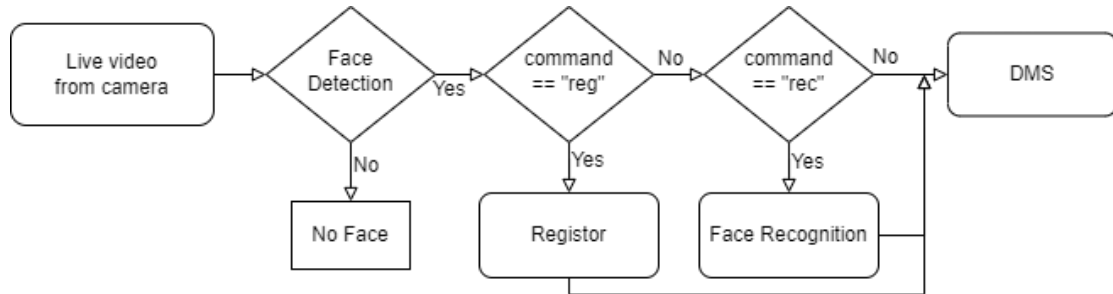 Live video
from camera
Face
Detection
Yes
command
== "reg"
No
command
== "rec"
No
DMS
No
Yes
Yes
No Face
Registor
Face Recognition